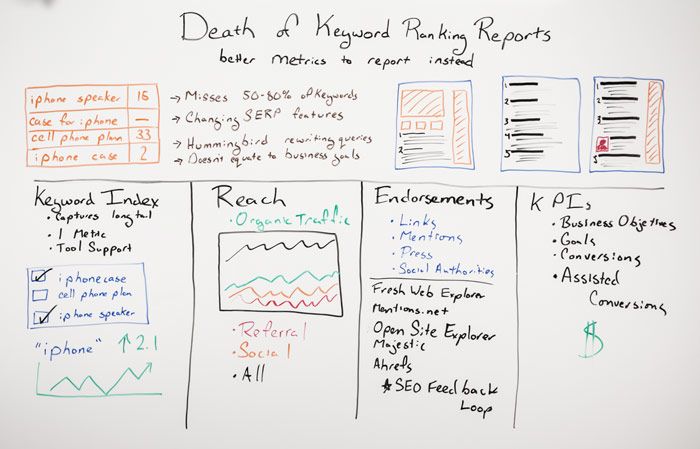 Death of Keyword Ranking Reports
better metrics to report instead
iphone speaker 15
case for iphone —
cell phone plan 33
iphone case 2
→ Misses 50-80% of Keywords
→ Changing SERP features
→ Hummingbird rewriting queries
→ Doesn't equate to business goals
1
2
1
2
3
4
5
1
2
3
5
Keyword Index
• Captures long tail
• 1 Metric
• Tool Support
iphone case
cell phone plan
iphone speaker
"iphone" ↑2.1
Reach
• Organic Traffic
• Referral
• Social
• All
Endorsements
• Links
• Mentions
• Press
• Social Authorities
Fresh Web Explorer
Mentions.net
Open Site Explorer
Majestic
Ahrefs
☆ SEO Feedback
Loop
KPIs
• Business Objectives
• Goals
• Conversions
• Assisted
Conversions
$